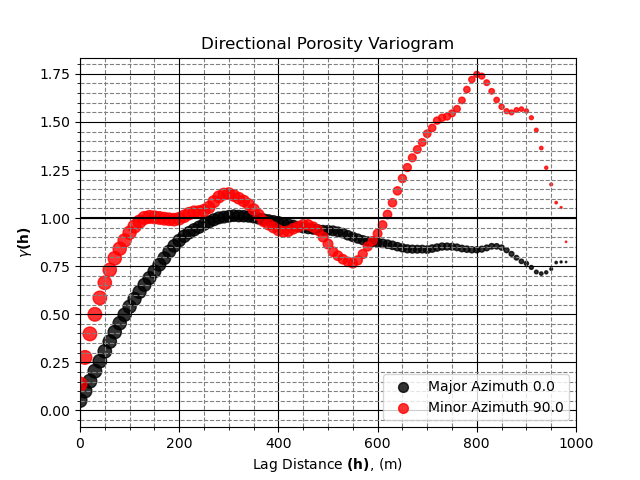 Directional Porosity Variogram
1.75
1.50
1.25
1.00
0.75
0.50
0.25
0.00
γ(h)
0 200 400 600 800 1000
Lag Distance (h), (m)
Major Azimuth 0.0
Minor Azimuth 90.0